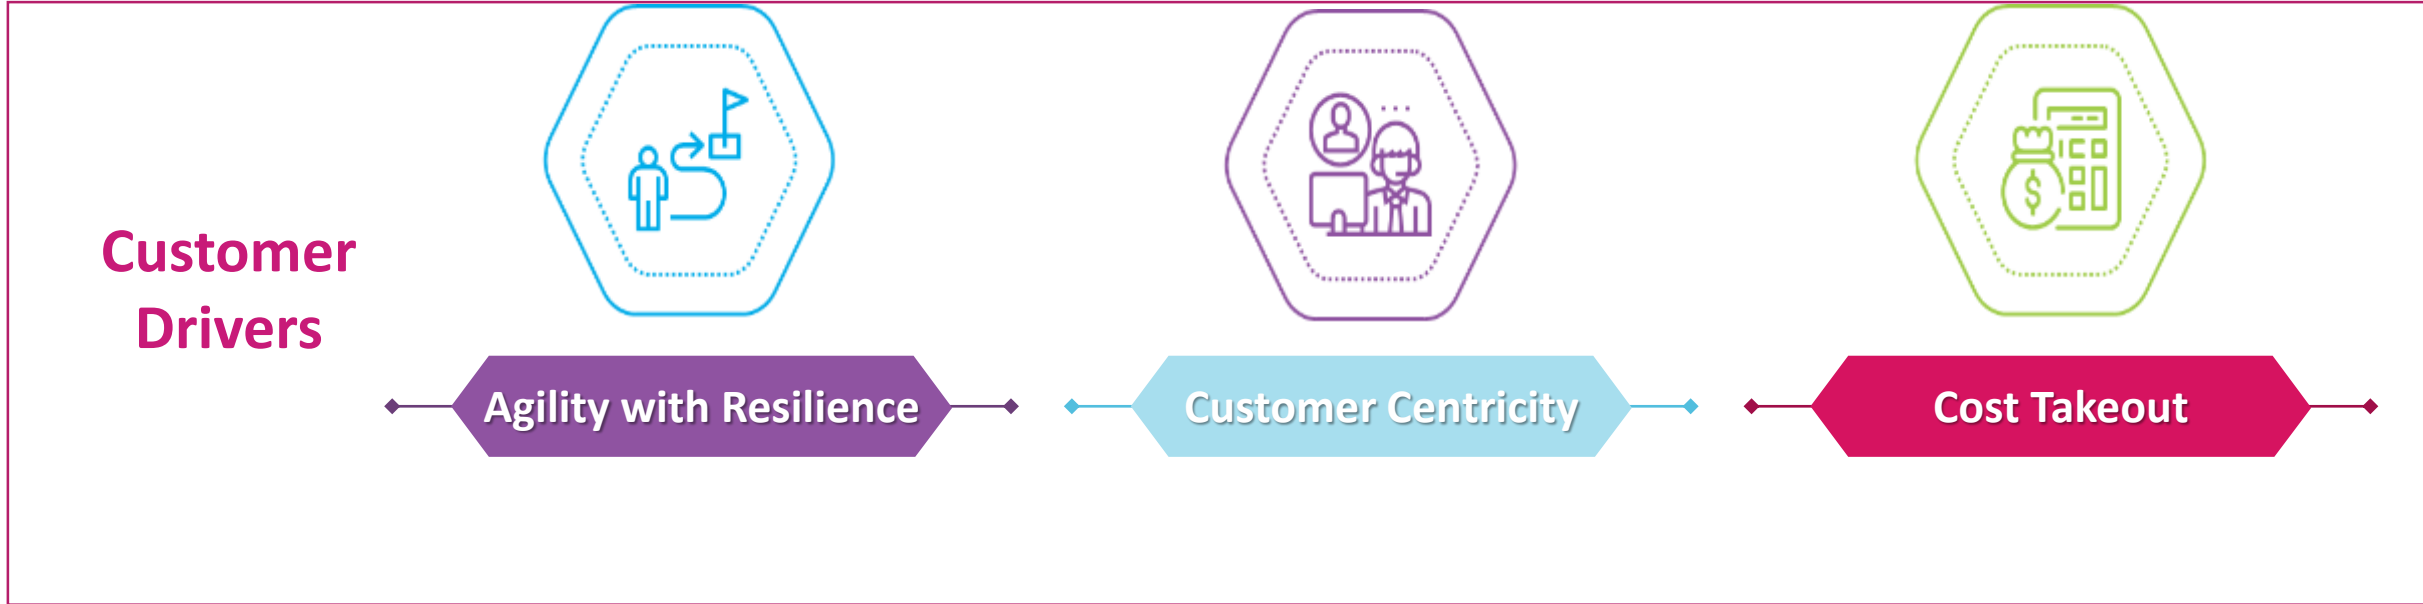 Customer
Drivers
Agility with Resilience
Customer Centricity
Cost Takeout
$